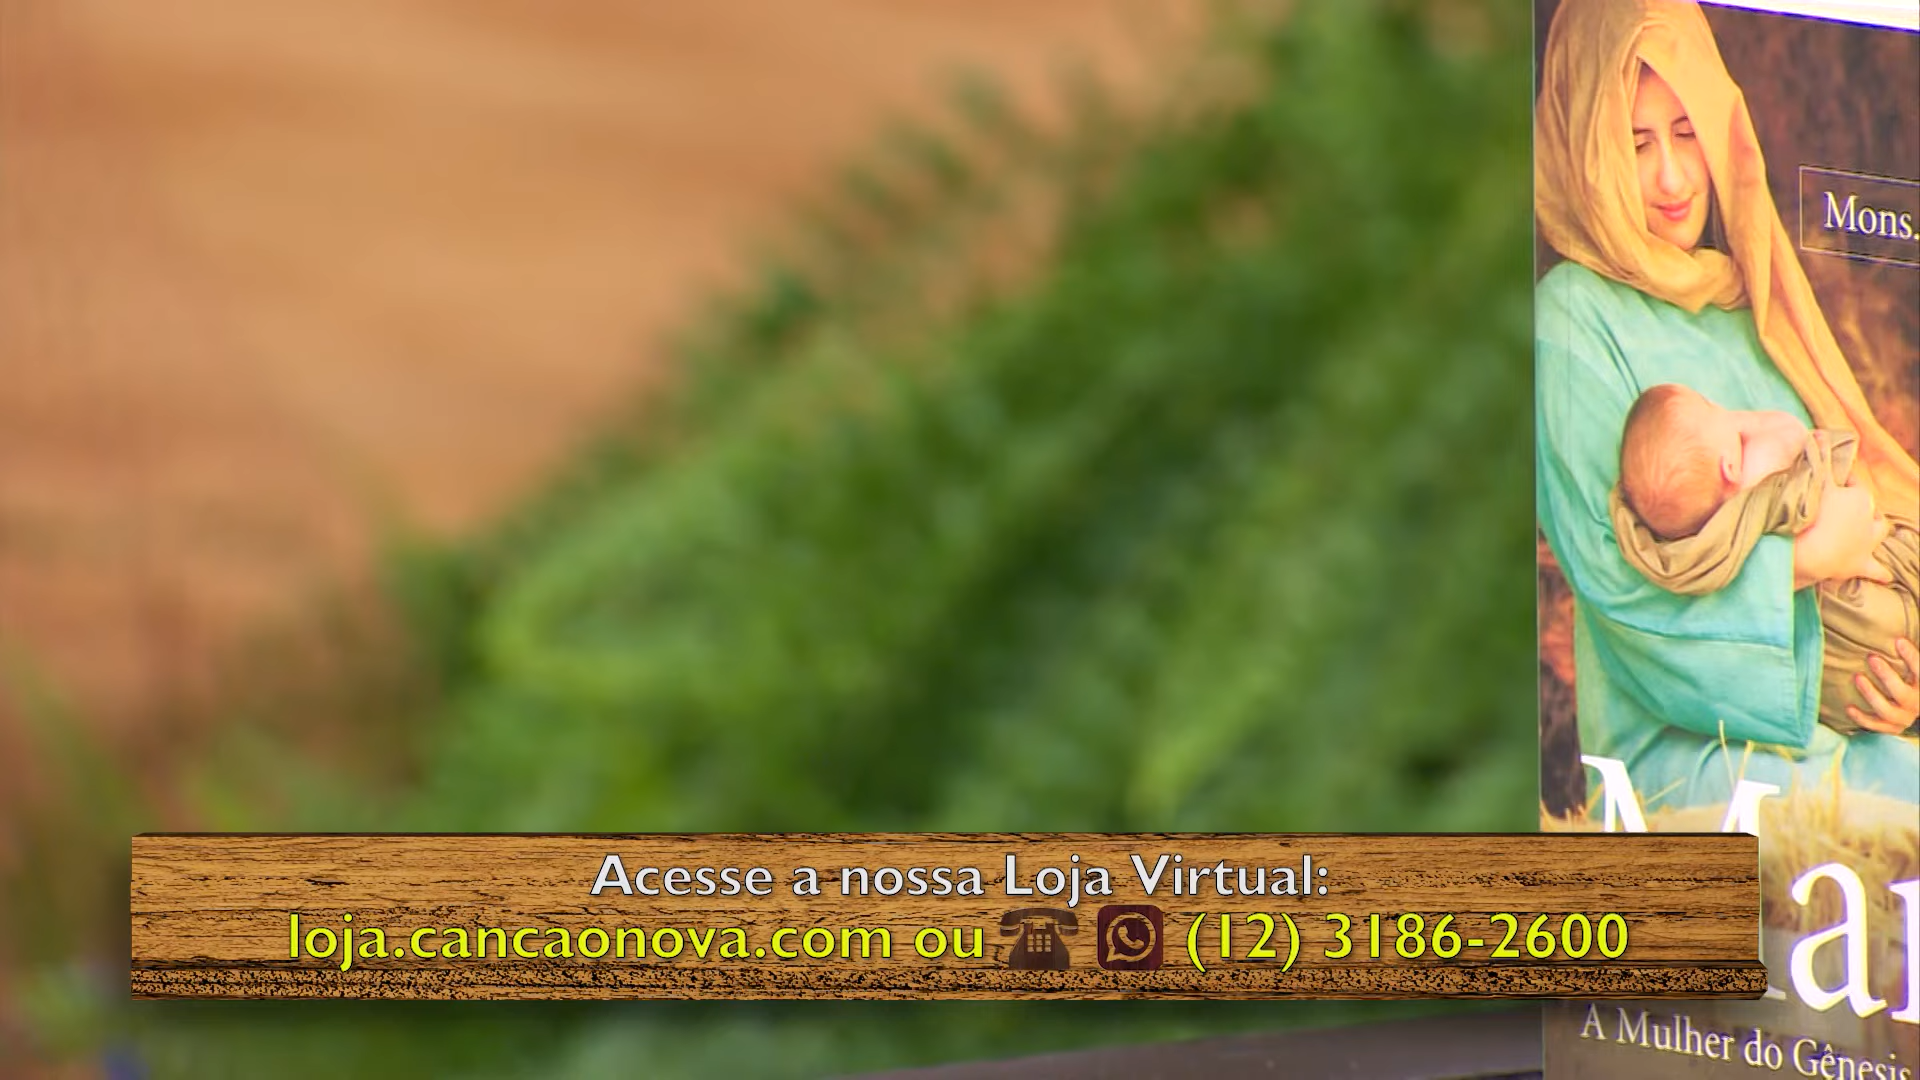 Mons.
Acesse a nossa Loja Virtual:
loja.cancaonova.com ou (12) 3186-2600
A Mulher do Gênesis